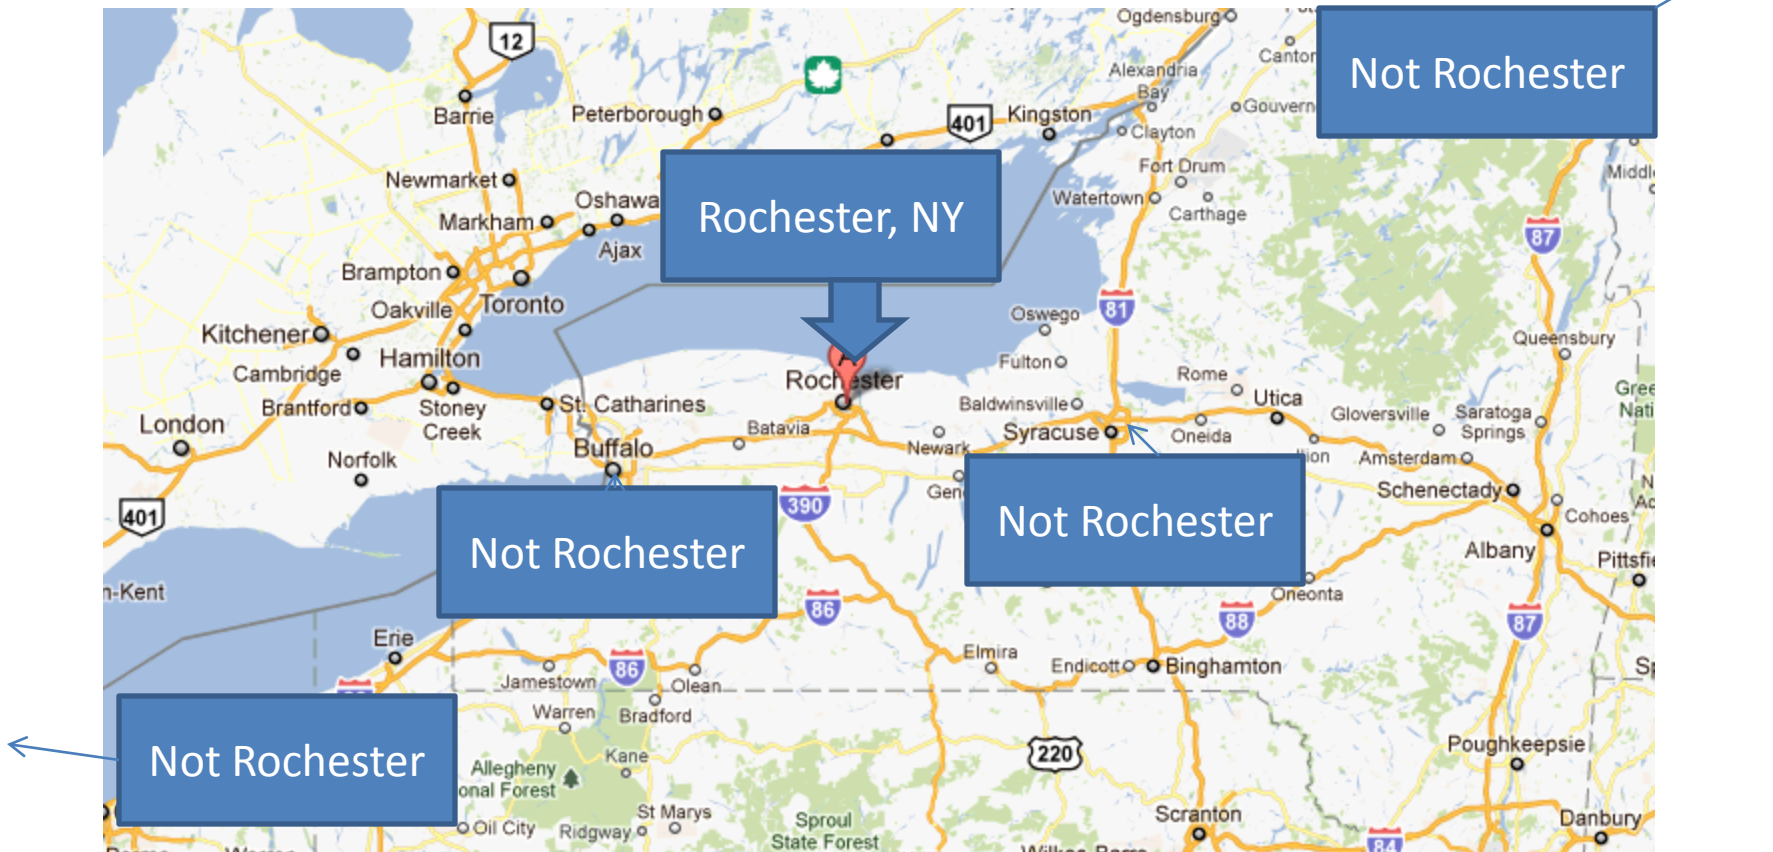 12
Ogdensburg
Not Rochester
Barrie
Peterborough
401
Kingston
Alexandria
Bay
Clayton
Newmarket
Oshawa
Rochester, NY
Fort Drum
Watertown
Carthage
Markham
Ajax
87
Brampton
Oakville
Toronto
81
Oswego
Kitchener
Hamilton
Cambridge
Fulton
Rochester
Rome
Queensbury
Brantford
Stoney
Creek
St. Catharines
Baldwinsville
Utica
Gloversville
Saratoga
Springs
London
Norfolk
Buffalo
Batavia
Newark
Syracuse
Oneida
Amsterdam
Schenectady
401
Not Rochester
390
Not Rochester
Cohoes
Albany
n-Kent
86
Oneonta
88
87
Erie
Elmira
Endicott
Binghamton
Jamestown
86
Olean
Warren
Bradford
Not Rochester
Kane
220
Poughkeepsie
Allegheny
onal Forest
St Marys
Oil City
Ridgway
Sproul
State Forest
Scranton
84
Danbury